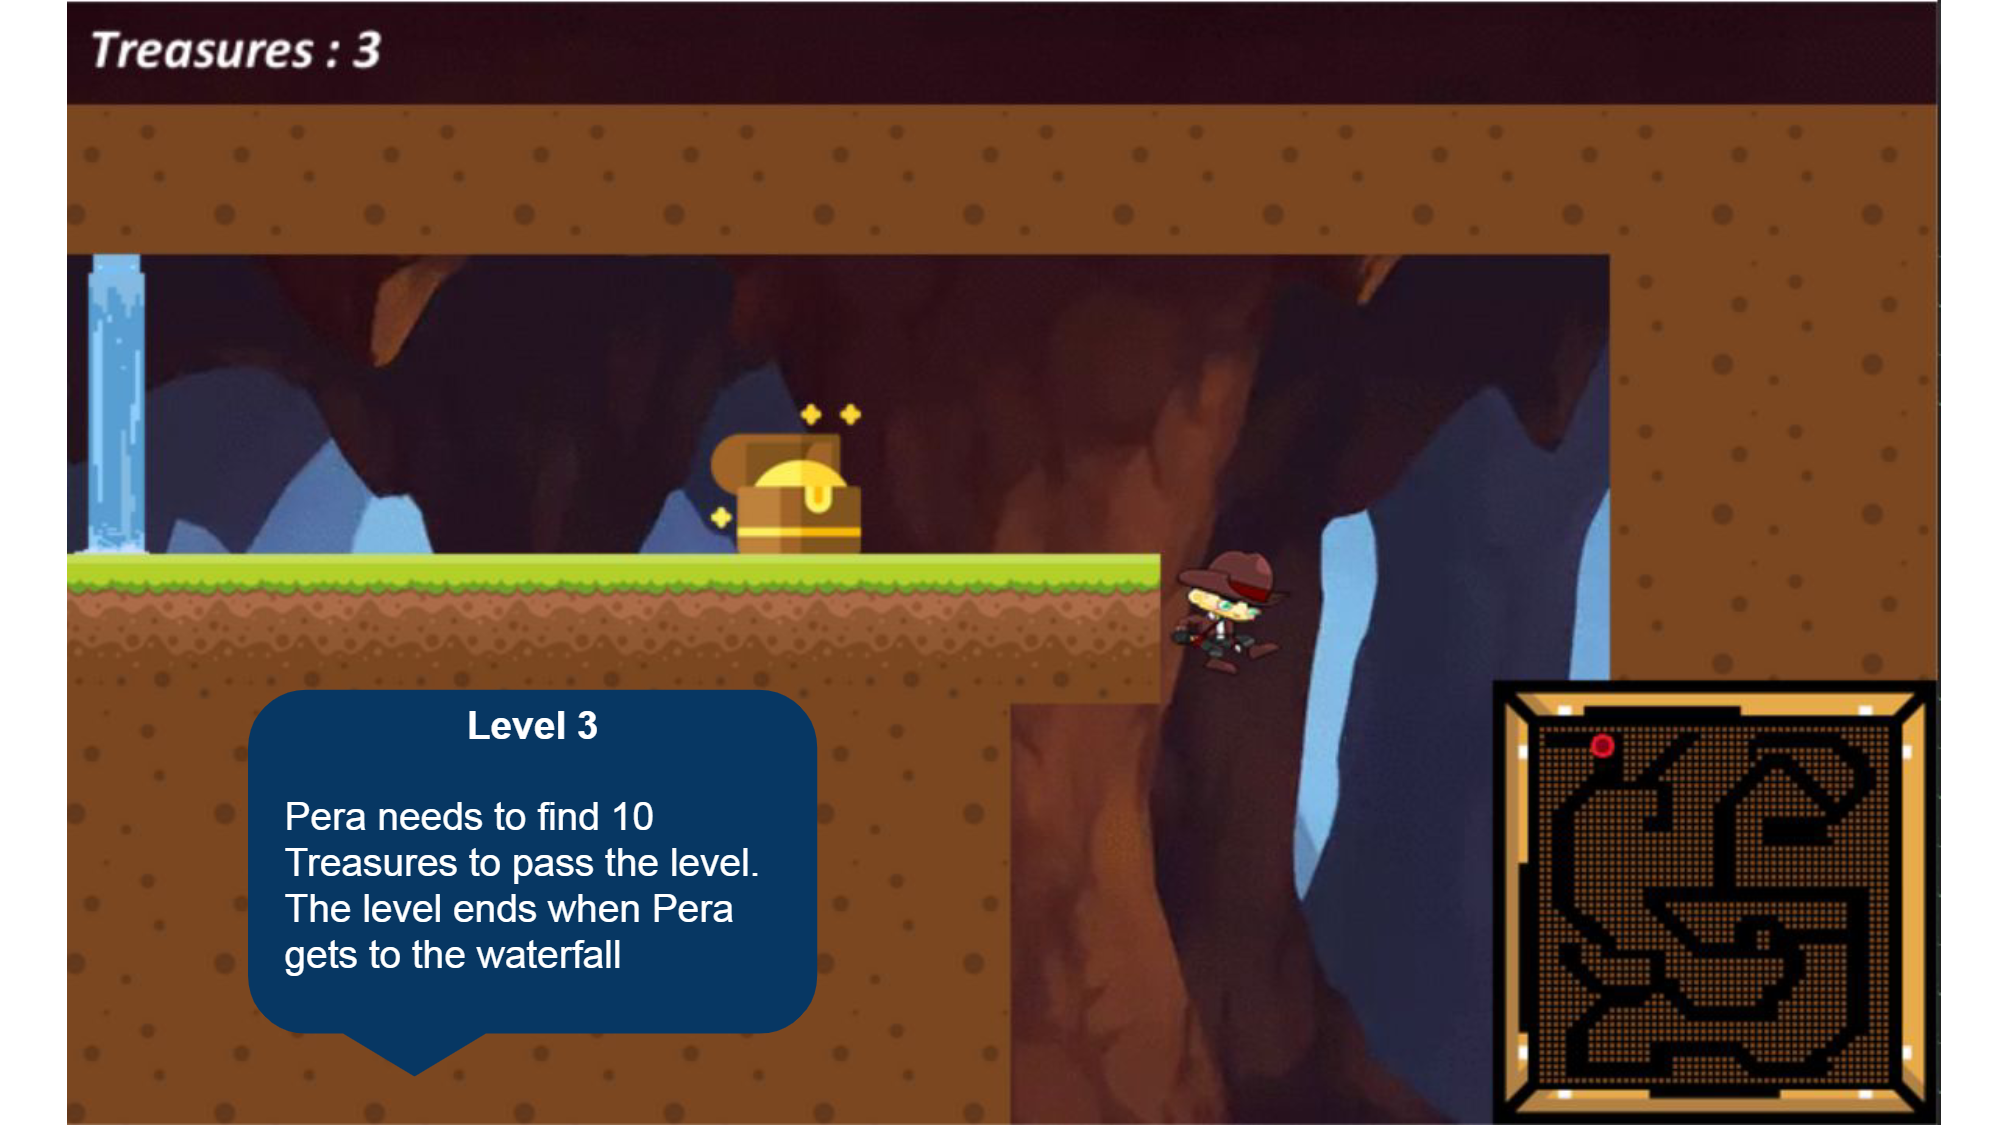 Treasures : 3
Level 3
Pera needs to find 10
Treasures to pass the level.
The level ends when Pera
gets to the waterfall